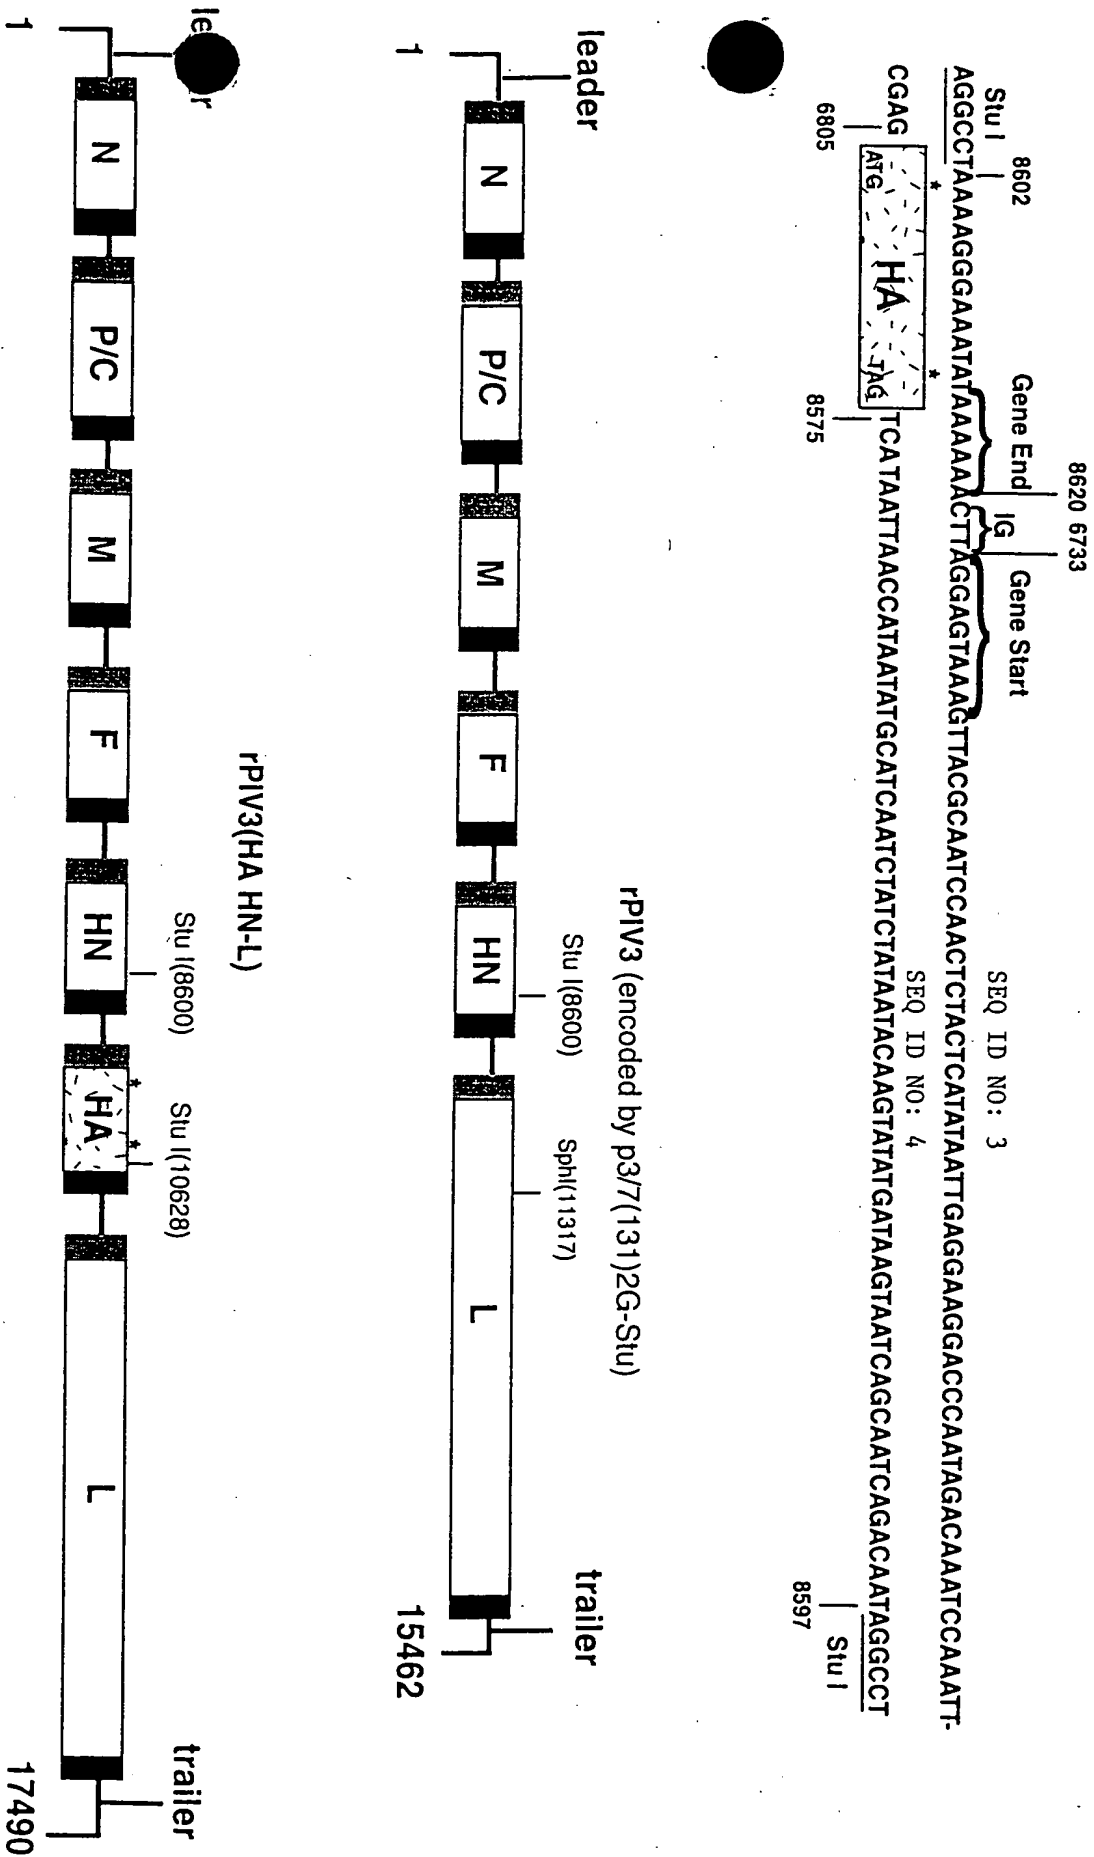 8602
8620 6733
Stu I
Gene End
IG
Gene Start
SEQ ID NO: 3
AGGCCTAAAAGGGAAATATAAAAAACTTAGGAGTAAAGTTACGCAATCCAACTCTACTCATATAATTGAGGAAGGACCCAATAGACAAATCCAAATT-
SEQ ID NO: 4
* *
CGAG ATG HA TAG TCATAATTAACCATAATATGCATCAATCTATCTATAATACAAGTATATGATAAGTAATCAGCAATCAGACAATAGGCCT
6805
8575
8597
Stu I
rPIV3 (encoded by p3/7(131)2G-Stu)
leader
Stu I(8600)
SphI(11317)
trailer
N
P/C
M
F
HN
L
1
15462
rPIV3(HA HN-L)
Stu I(8600)
Stu I(10628)
trailer
* *
N
P/C
M
F
HN
HA
L
1
17490